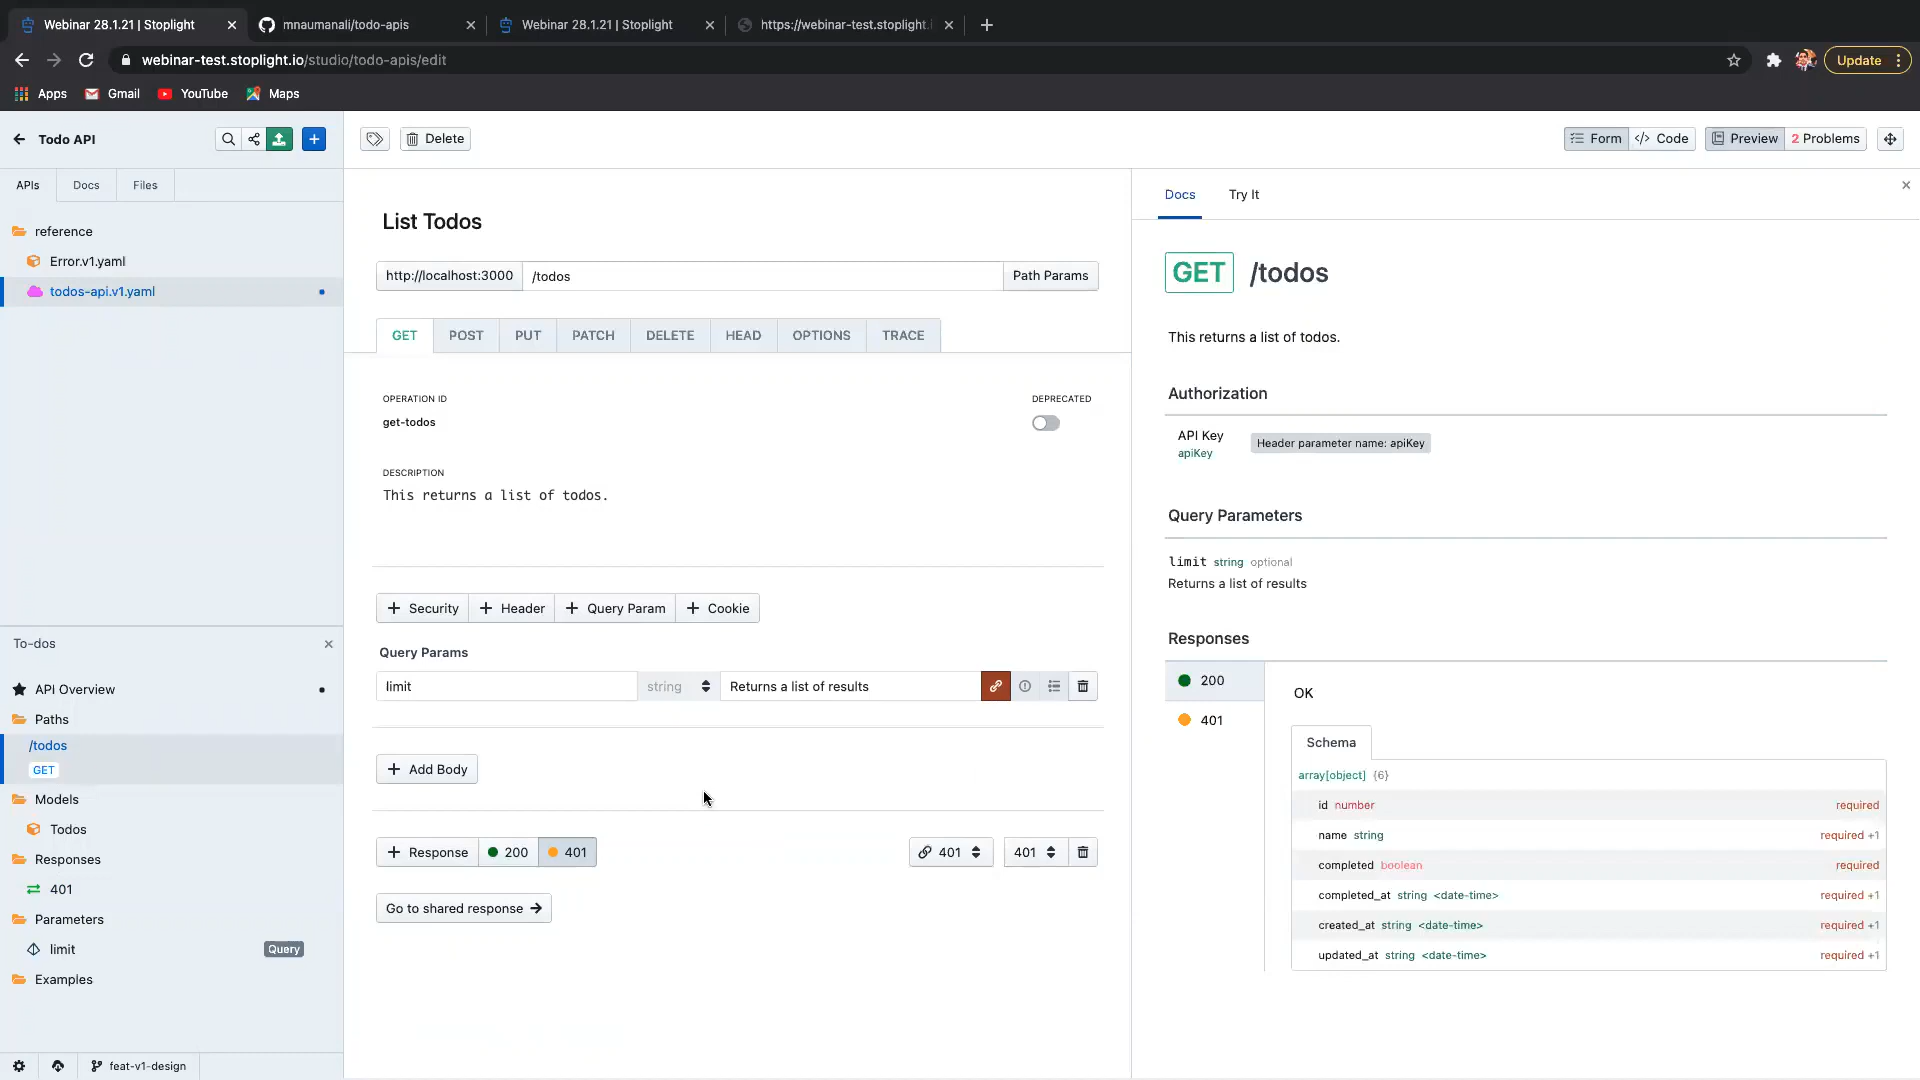 Webinar 28.1.21 | Stoplight
mnaumanali/todo-apis
Webinar 28.1.21 | Stoplight
https://webinar-test.stoplight.
webinar-test.stoplight.io/studio/todo-apis/edit
Update
Apps
Gmail
YouTube
Maps
Todo API
Delete
Form
</> Code
Preview
2 Problems
APIs
Docs
Files
reference
Error.v1.yaml
todos-api.v1.yaml
To-dos
API Overview
Paths
/todos
GET
Models
Todos
Responses
401
Parameters
limit
Query
Examples
feat-v1-design
List Todos
http://localhost:3000
/todos
Path Params
GET
POST
PUT
PATCH
DELETE
HEAD
OPTIONS
TRACE
OPERATION ID
get-todos
DEPRECATED
DESCRIPTION
This returns a list of todos.
+ Security
+ Header
+ Query Param
+ Cookie
Query Params
limit
string
Returns a list of results
+ Add Body
+ Response
200
401
401
401
Go to shared response →
Docs
Try It
GET
/todos
This returns a list of todos.
Authorization
API Key
apiKey
Header parameter name: apiKey
Query Parameters
limit string optional
Returns a list of results
Responses
200
401
OK
Schema
array[object] {6}
id number required
name string required +1
completed boolean required
completed_at string <date-time> required +1
created_at string <date-time> required +1
updated_at string <date-time> required +1